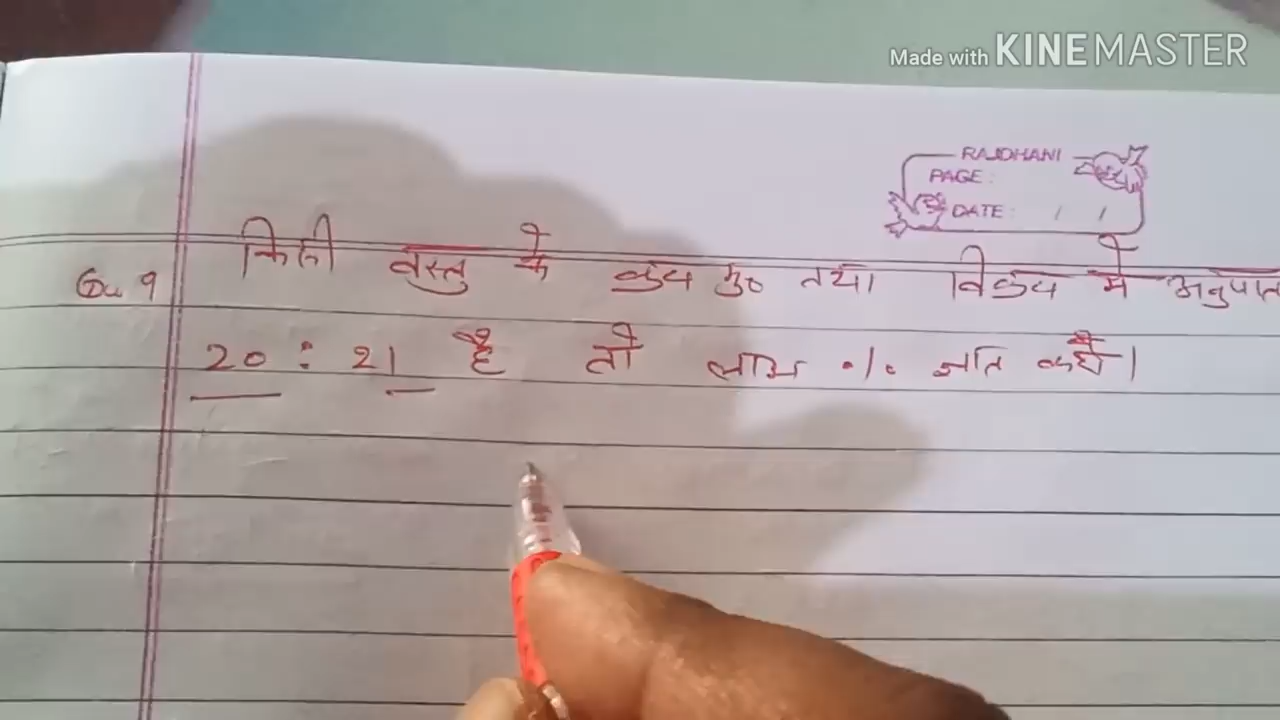 Made with KINEMASTER
RAJDHANI
PAGE :
DATE : / /
Qu 9 किसी वस्तु के क्रय मु० तथा विक्रय मे अनुपात
20 : 21 है तो लाभ % ज्ञात करे।